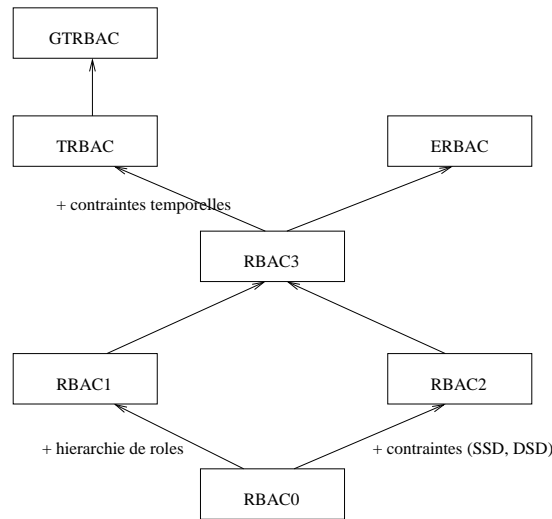 GTRBAC
TRBAC
ERBAC
+ contraintes temporelles
RBAC3
RBAC1
RBAC2
+ hierarchie de roles
+ contraintes (SSD, DSD)
RBAC0